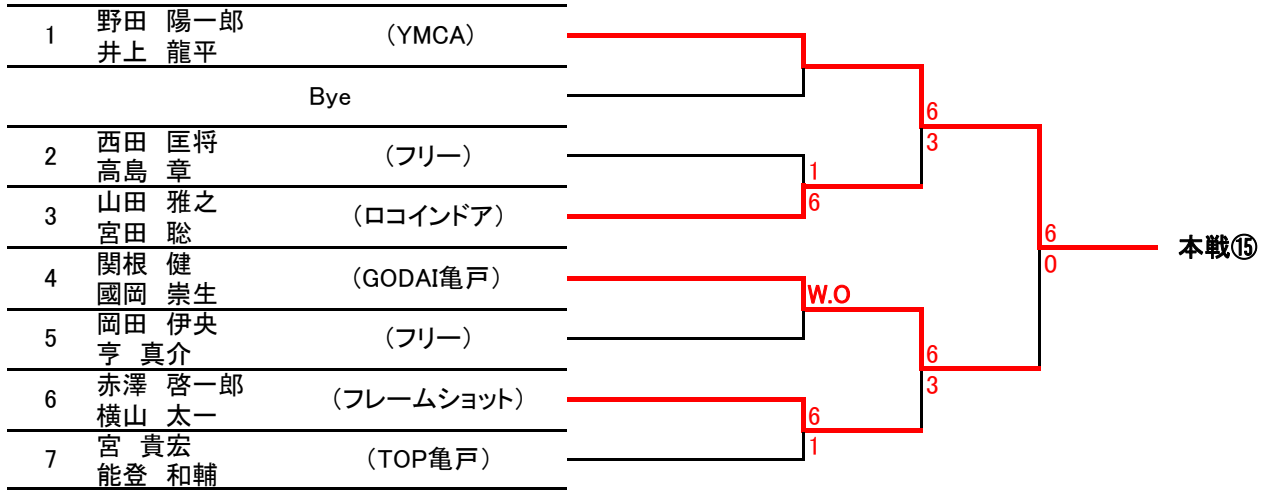 1 野田 陽一郎 (YMCA)
井上 龍平
Bye
2 西田 匡将 (フリー)
高島 章
3 山田 雅之 (ロコインドア)
宮田 聡
4 関根 健 (GODAI亀戸)
國岡 崇生
5 岡田 伊央 (フリー)
亨 真介
6 赤澤 啓一郎 (フレームショット)
横山 太一
7 宮 貴宏 (TOP亀戸)
能登 和輔
1
6
W.O
6
1
6
3
6
3
6
0
本戦⑮